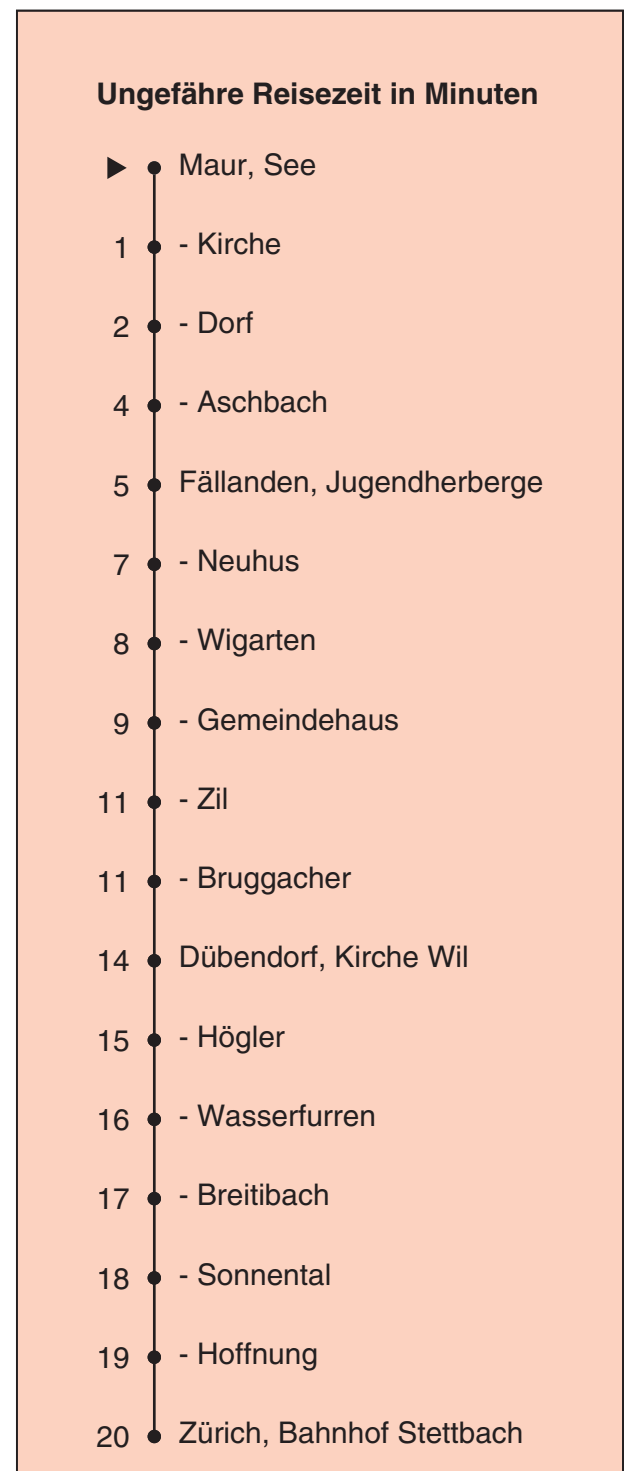 Ungefähre Reisezeit in Minuten
Maur, See
1 - Kirche
2 - Dorf
4 - Aschbach
5 Fällanden, Jugendherberge
7 - Neuhus
8 - Wigarten
9 - Gemeindehaus
11 - Zil
11 - Bruggacher
14 Dübendorf, Kirche Wil
15 - Högler
16 - Wasserfurren
17 - Breitibach
18 - Sonnental
19 - Hoffnung
20 Zürich, Bahnhof Stettbach